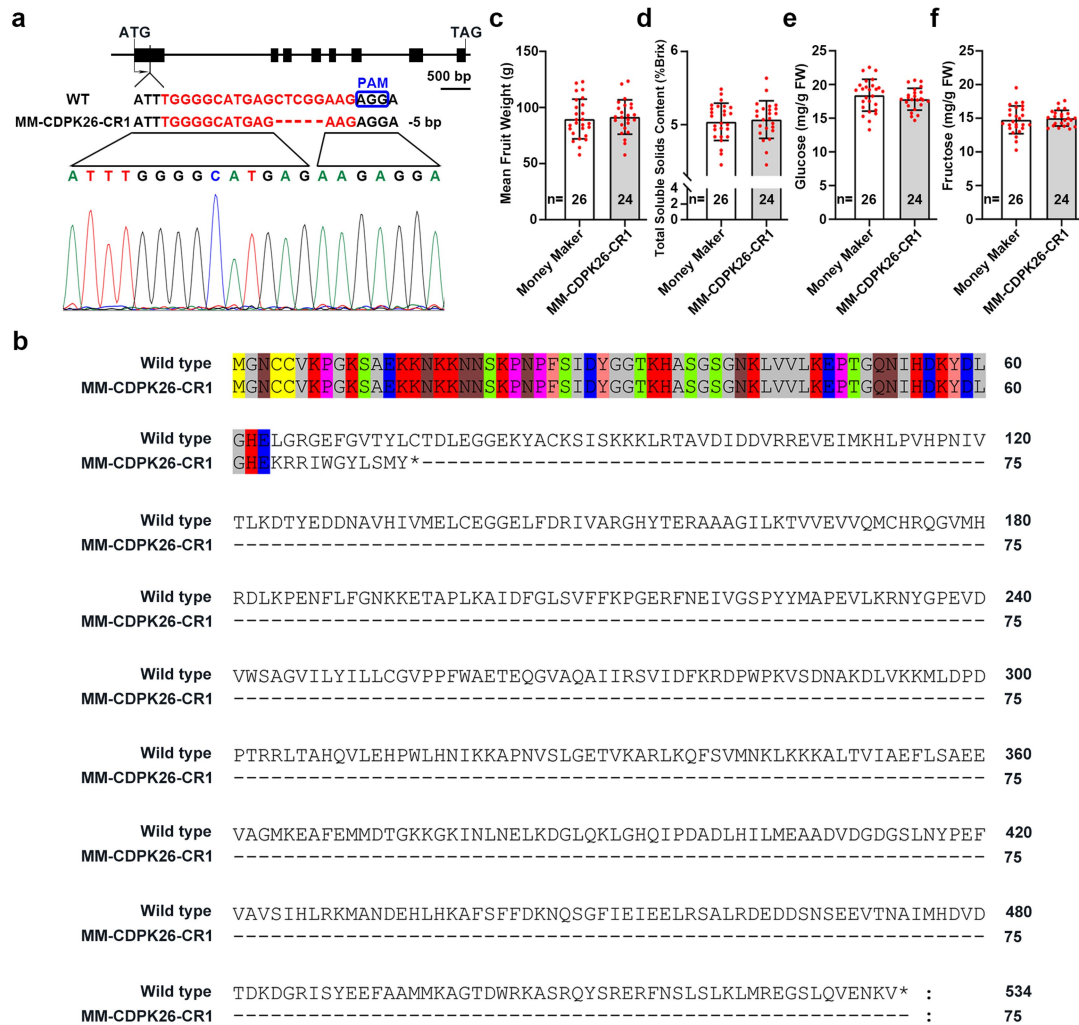 a
ATG
TAG
500 bp
PAM
WT ATTTGGGGCATGAGCTCGGAAGAGGA
MM-CDPK26-CR1 ATTTGGGGCATGAG-----AAGAGGA -5 bp
A T T T G G G G C A T G A G A A G A G G A
c
Mean Fruit Weight (g)
150
100
50
0
n= 26 24
Money Maker
MM-CDPK26-CR1
d
Total Soluble Solids Content (%Brix)
6
5
4
2
0
n= 26 24
Money Maker
MM-CDPK26-CR1
e
Glucose (mg/g FW)
25
20
15
10
5
0
n= 26 24
Money Maker
MM-CDPK26-CR1
f
Fructose (mg/g FW)
25
20
15
10
5
0
n= 26 24
Money Maker
MM-CDPK26-CR1
b
Wild type MGNCCVKPGKSAEKKNKKNNSKPNPFSIDYGGTKHASGSGNKLVVLKEPTGQNIHDKYDL 60
MM-CDPK26-CR1 MGNCCVKPGKSAEKKNKKNNSKPNPFSIDYGGTKHASGSGNKLVVLKEPTGQNIHDKYDL 60
Wild type GHELGRGEFGVTYLCTDLEGGEKYACKSISKKKLRTAVDIDDVRREVEIMKHLPVHPNIV 120
MM-CDPK26-CR1 GHEKRRIWGYLSMY*--------------------------------------------- 75
Wild type TLKDTYEDDNAVHIVMELCEGGELFDRIVARGHYTERAAAGILKTVVEVVQMCHRQGVMH 180
MM-CDPK26-CR1 ------------------------------------------------------------ 75
Wild type RDLKPENFLFGNKKETAPLKAIDFGLSVFFKPGERFNEIVGSPYYMAPEVLKRNYGPEVD 240
MM-CDPK26-CR1 ------------------------------------------------------------ 75
Wild type VWSAGVILYILLCGVPPFWAETEQGVAQAIIRSVIDFKRDPWPKVSDNAKDLVKKMLDPD 300
MM-CDPK26-CR1 ------------------------------------------------------------ 75
Wild type PTRRLTAHQVLEHPWLHNIKKAPNVSLGETVKARLKQFSVMNKLKKKALTVIAEFLSAEE 360
MM-CDPK26-CR1 ------------------------------------------------------------ 75
Wild type VAGMKEAFEMMDTGKKGKINLNELKDGLQKLGHQIPDADLHILMEAADVDGDGSLNYPEF 420
MM-CDPK26-CR1 ------------------------------------------------------------ 75
Wild type VAVSIHLRKMANDEHLHKAFSFFDKNQSGFIEIEELRSALRDEDDSNSEEVTNAIMHDVD 480
MM-CDPK26-CR1 ------------------------------------------------------------ 75
Wild type TDKDGRISYEEFAAMMKAGTDWRKASRQYSRERFNSLSLKLMREGSLQVENKV* : 534
MM-CDPK26-CR1 ------------------------------------------------------ : 75